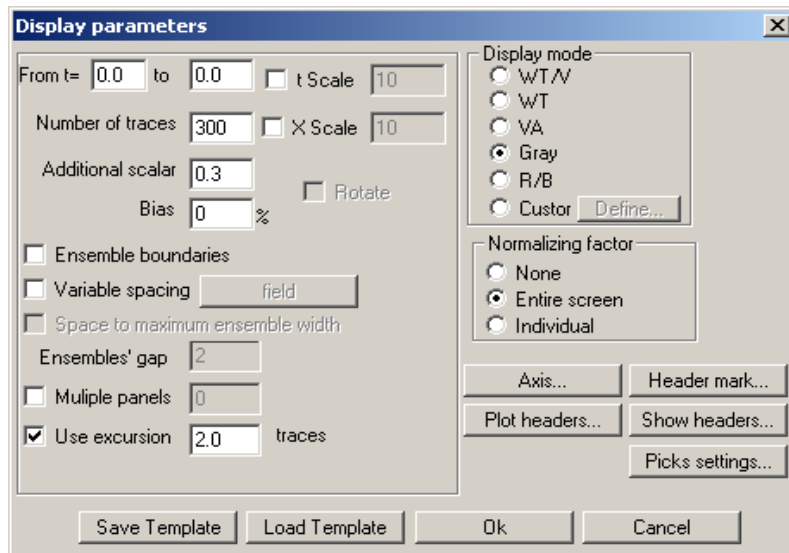 Display parameters
From t= 0.0 to 0.0 t Scale 10
Number of traces 300 X Scale 10
Additional scalar 0.3
Rotate
Bias 0 %
Ensemble boundaries
Variable spacing field
Space to maximum ensemble width
Ensembles' gap 2
Muliple panels 0
Use excursion 2.0 traces
Display mode
WT/V
WT
VA
Gray
R/B
Custor Define...
Normalizing factor
None
Entire screen
Individual
Axis... Header mark...
Plot headers... Show headers...
Picks settings...
Save Template Load Template Ok Cancel